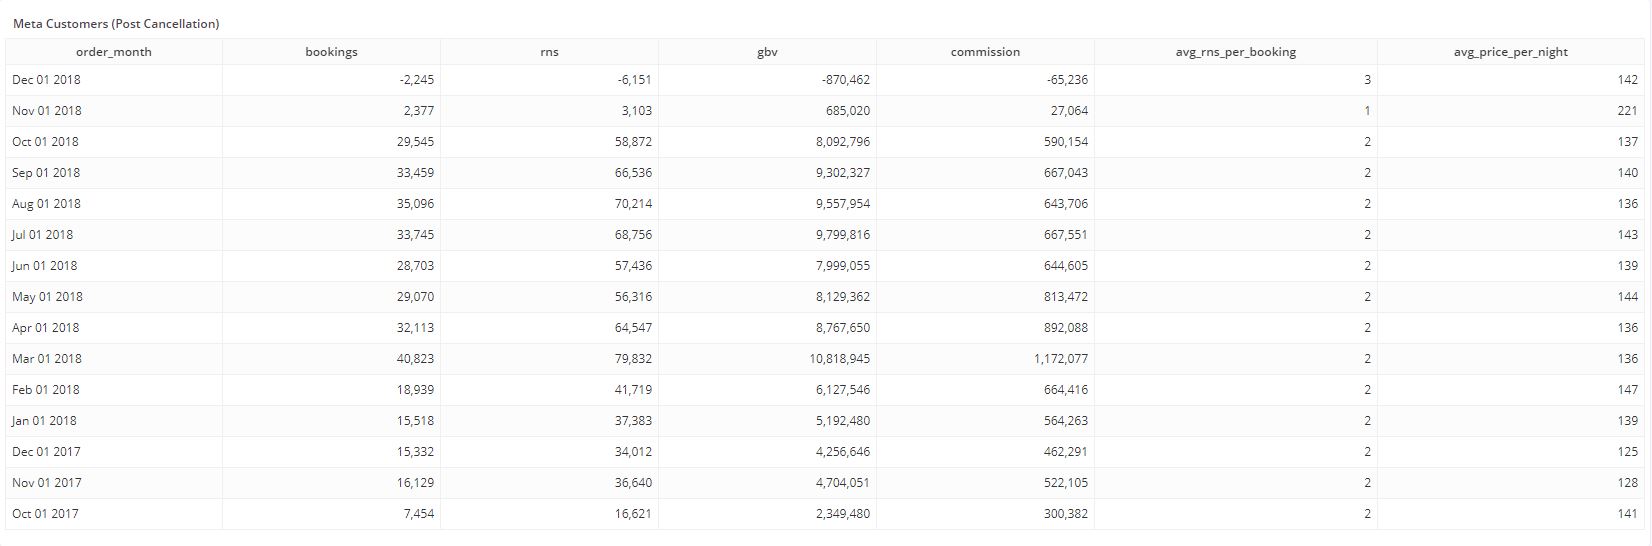 Meta Customers (Post Cancellation)
order_month bookings rns gbv commission avg_rns_per_booking avg_price_per_night
Dec 01 2018 -2,245 -6,151 -870,462 -65,236 3 142
Nov 01 2018 2,377 3,103 685,020 27,064 1 221
Oct 01 2018 29,545 58,872 8,092,796 590,154 2 137
Sep 01 2018 33,459 66,536 9,302,327 667,043 2 140
Aug 01 2018 35,096 70,214 9,557,954 643,706 2 136
Jul 01 2018 33,745 68,756 9,799,816 667,551 2 143
Jun 01 2018 28,703 57,436 7,999,055 644,605 2 139
May 01 2018 29,070 56,316 8,129,362 813,472 2 144
Apr 01 2018 32,113 64,547 8,767,650 892,088 2 136
Mar 01 2018 40,823 79,832 10,818,945 1,172,077 2 136
Feb 01 2018 18,939 41,719 6,127,546 664,416 2 147
Jan 01 2018 15,518 37,383 5,192,480 564,263 2 139
Dec 01 2017 15,332 34,012 4,256,646 462,291 2 125
Nov 01 2017 16,129 36,640 4,704,051 522,105 2 128
Oct 01 2017 7,454 16,621 2,349,480 300,382 2 141